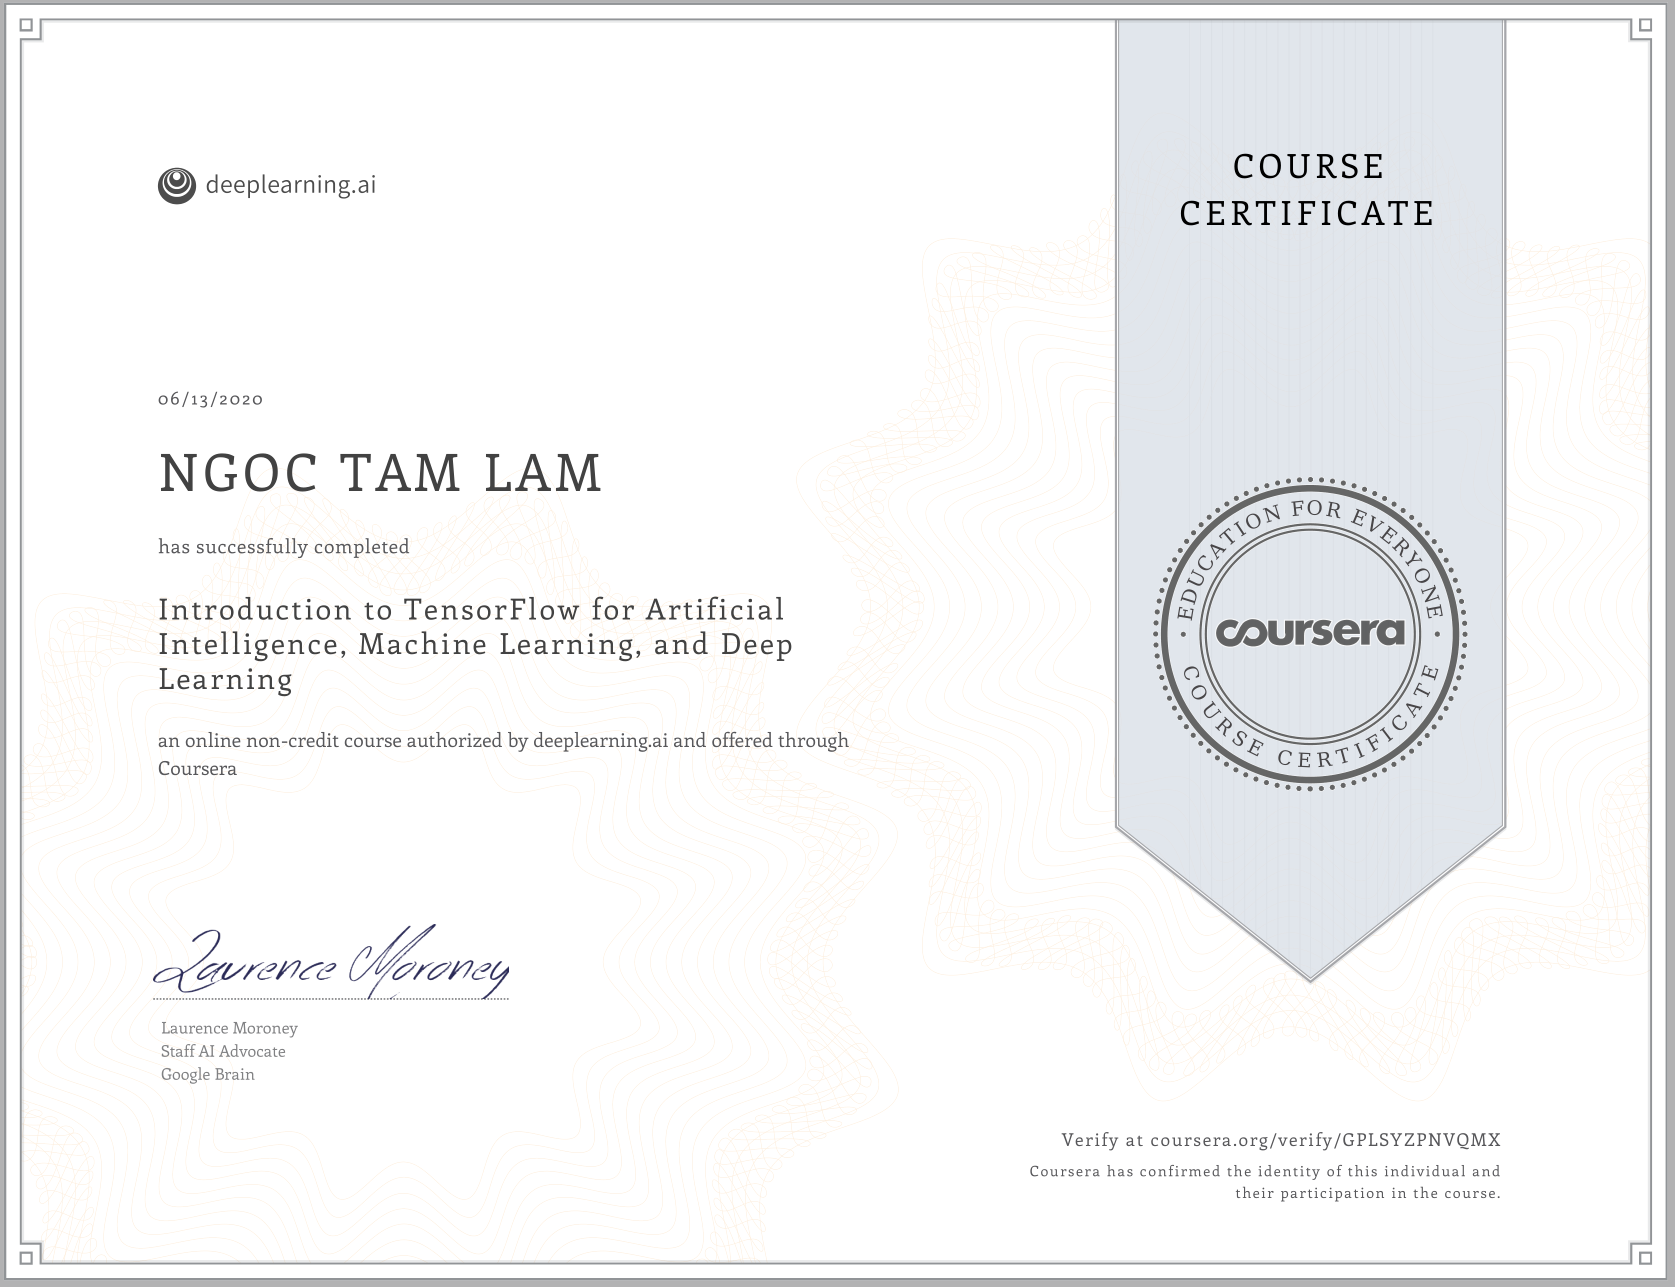 deeplearning.ai
COURSE
CERTIFICATE
06/13/2020
NGOC TAM LAM
has successfully completed
Introduction to TensorFlow for Artificial
Intelligence, Machine Learning, and Deep
Learning
an online non-credit course authorized by deeplearning.ai and offered through
Coursera
EDUCATION FOR EVERYONE
coursera
COURSE CERTIFICATE
Laurence Moroney
Laurence Moroney
Staff AI Advocate
Google Brain
Verify at coursera.org/verify/GPLSYZPNVQMX
Coursera has confirmed the identity of this individual and
their participation in the course.